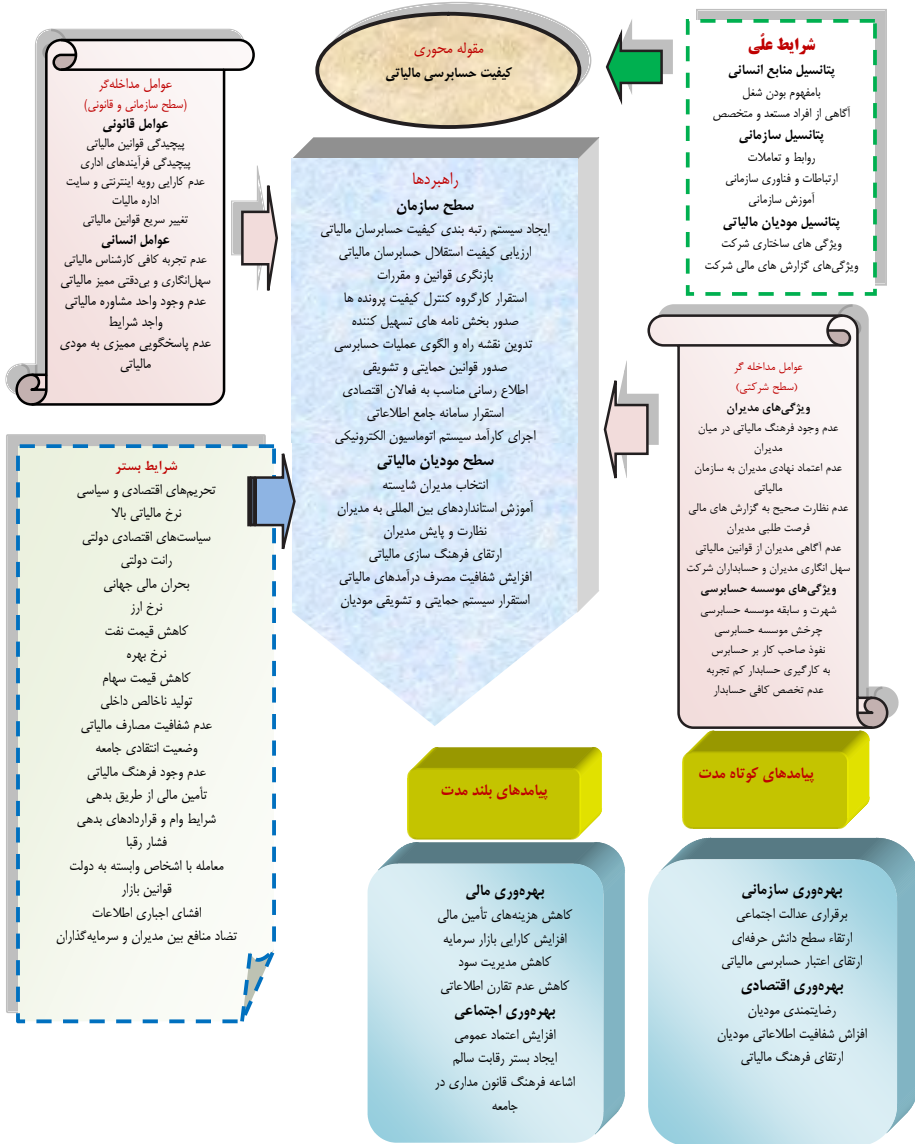 مقوله محوری
کیفیت حسابرسی مالیاتی
شرایط علّی
پتانسیل منابع انسانی
بامفهوم بودن شغل
آگاهی از افراد مستعد و متخصص
پتانسیل سازمانی
روابط و تعاملات
ارتباطات و فناوری سازمانی
آموزش سازمانی
پتانسیل مودیان مالیاتی
ویژگی های ساختاری شرکت
ویژگی‌های گزارش های مالی شرکت
عوامل مداخله‌گر
(سطح سازمانی و قانونی)
عوامل قانونی
پیچیدگی قوانین مالیاتی
پیچیدگی فرآیندهای اداری
عدم کارایی رویه اینترنتی و سایت
اداره مالیات
تغییر سریع قوانین مالیاتی
عوامل انسانی
عدم تجربه کافی کارشناس مالیاتی
سهل‌انگاری و بی‌دقتی ممیز مالیاتی
عدم وجود واحد مشاوره مالیاتی
واجد شرایط
عدم پاسخگویی ممیزی به مودی
مالیاتی
راهبردها
سطح سازمان
ایجاد سیستم رتبه بندی کیفیت حسابرسان مالیاتی
ارزیابی کیفیت استقلال حسابرسان مالیاتی
بازنگری قوانین و مقررات
استقرار کارگروه کنترل کیفیت پرونده ها
صدور بخش نامه های تسهیل کننده
تدوین نقشه راه و الگوی عملیات حسابرسی
صدور قوانین حمایتی و تشویقی
اطلاع رسانی مناسب به فعالان اقتصادی
استقرار سامانه جامع اطلاعاتی
اجرای کارآمد سیستم اتوماسیون الکترونیکی
سطح مودیان مالیاتی
انتخاب مدیران شایسته
آموزش استانداردهای بین المللی به مدیران
نظارت و پایش مدیران
ارتقای فرهنگ سازی مالیاتی
افزایش شفافیت مصرف درآمدهای مالیاتی
استقرار سیستم حمایتی و تشویقی مودیان
عوامل مداخله گر
(سطح شرکتی)
ویژگی‌های مدیران
عدم وجود فرهنگ مالیاتی در میان
مدیران
عدم اعتماد نهادی مدیران به سازمان
مالیاتی
عدم نظارت صحیح به گزارش های مالی
فرصت طلبی مدیران
عدم آگاهی مدیران از قوانین مالیاتی
سهل انگاری مدیران و حسابداران شرکت
ویژگی‌های موسسه حسابرسی
شهرت و سابقه موسسه حسابرسی
چرخش موسسه حسابرسی
نفوذ صاحب کار بر حسابرس
به کارگیری حسابدار کم تجربه
عدم تخصص کافی حسابدار
شرایط بستر
تحریم‌های اقتصادی و سیاسی
نرخ مالیاتی بالا
سیاست‌های اقتصادی دولتی
رانت دولتی
بحران مالی جهانی
نرخ ارز
کاهش قیمت نفت
نرخ بهره
کاهش قیمت سهام
تولید ناخالص داخلی
عدم شفافیت مصارف مالیاتی
وضعیت انتقادی جامعه
عدم وجود فرهنگ مالیاتی
تأمین مالی از طریق بدهی
شرایط وام و قراردادهای بدهی
فشار رقبا
معامله با اشخاص وابسته به دولت
قوانین بازار
افشای اجباری اطلاعات
تضاد منافع بین مدیران و سرمایه‌گذاران
پیامدهای کوتاه مدت
بهره‌وری سازمانی
برقراری عدالت اجتماعی
ارتقاء سطح دانش حرفه‌ای
ارتقای اعتبار حسابرسی مالیاتی
بهره‌وری اقتصادی
رضایتمندی مودیان
افزاش شفافیت اطلاعاتی مودیان
ارتقای فرهنگ مالیاتی
پیامدهای بلند مدت
بهره‌وری مالی
کاهش هزینه‌های تأمین مالی
افزایش کارایی بازار سرمایه
کاهش مدیریت سود
کاهش عدم تقارن اطلاعاتی
بهره‌وری اجتماعی
افزایش اعتماد عمومی
ایجاد بستر رقابت سالم
اشاعه فرهنگ قانون مداری در
جامعه